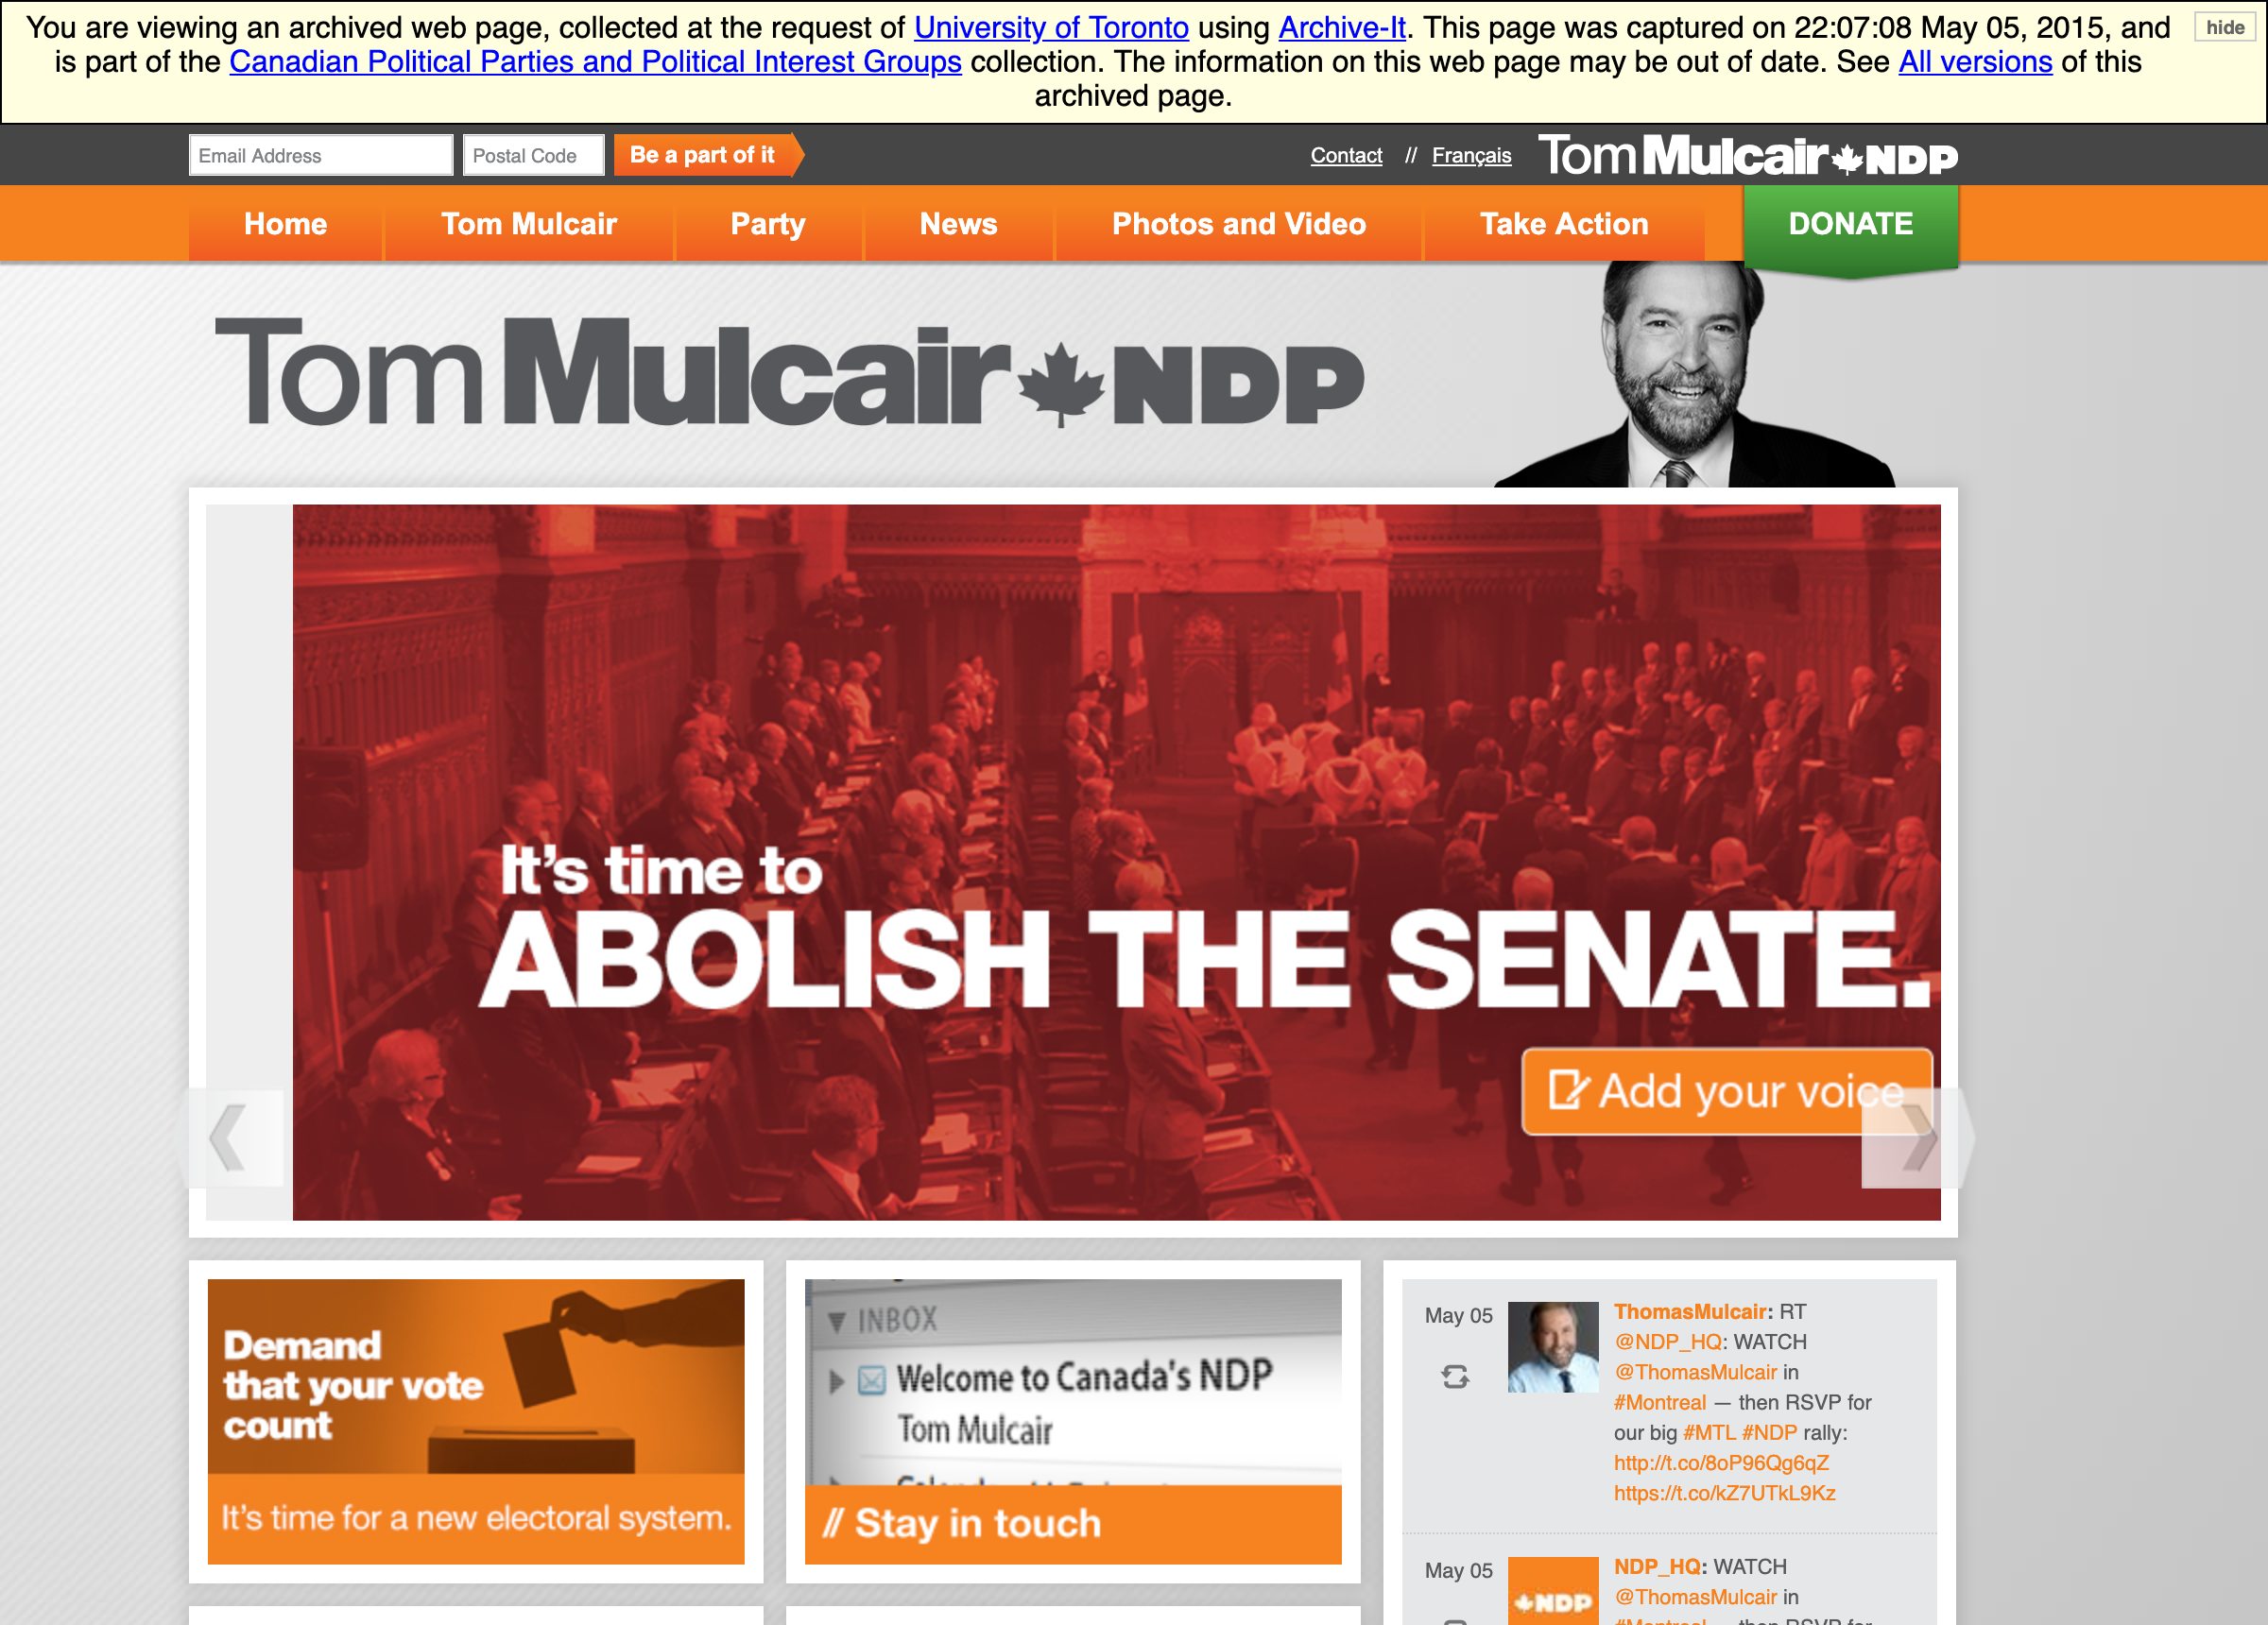 You are viewing an archived web page, collected at the request of University of Toronto using Archive-It. This page was captured on 22:07:08 May 05, 2015, and
is part of the Canadian Political Parties and Political Interest Groups collection. The information on this web page may be out of date. See All versions of this
archived page.
hide
Email Address
Postal Code
Be a part of it
Contact // Français
Tom Mulcair NDP
Home
Tom Mulcair
Party
News
Photos and Video
Take Action
DONATE
Tom Mulcair NDP
It's time to
ABOLISH THE SENATE.
Add your voice
Demand
that your vote
count
It's time for a new electoral system.
INBOX
Welcome to Canada's NDP
Tom Mulcair
// Stay in touch
May 05
ThomasMulcair: RT
@NDP_HQ: WATCH
@ThomasMulcair in
#Montreal — then RSVP for
our big #MTL #NDP rally:
http://t.co/8oP96Qg6qZ
https://t.co/kZ7UTkL9Kz
May 05
NDP
NDP_HQ: WATCH
@ThomasMulcair in
#Montreal — then RSVP for